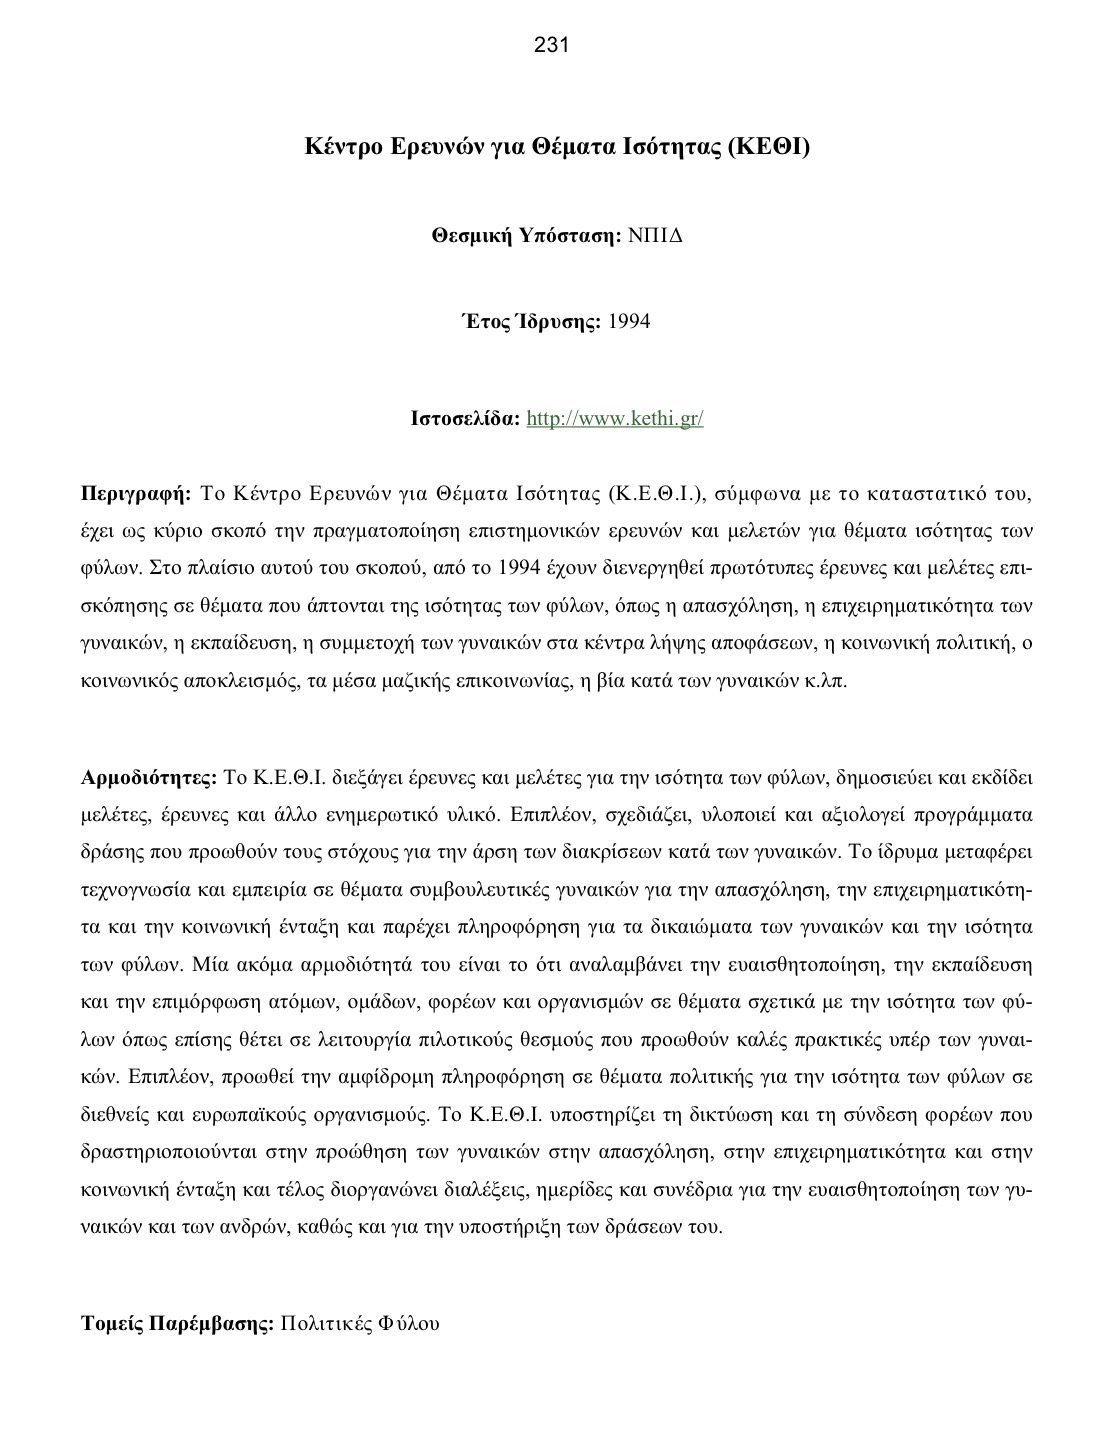 231
Κέντρο Ερευνών για Θέματα Ισότητας (ΚΕΘΙ)
Θεσμική Υπόσταση: ΝΠΙΔ
Έτος Ίδρυσης: 1994
Ιστοσελίδα: http://www.kethi.gr/
Περιγραφή: Το Κέντρο Ερευνών για Θέματα Ισότητας (Κ.Ε.Θ.Ι.), σύμφωνα με το καταστατικό του,
έχει ως κύριο σκοπό την πραγματοποίηση επιστημονικών ερευνών και μελετών για θέματα ισότητας των
φύλων. Στο πλαίσιο αυτού του σκοπού, από το 1994 έχουν διενεργηθεί πρωτότυπες έρευνες και μελέτες επι-
σκόπησης σε θέματα που άπτονται της ισότητας των φύλων, όπως η απασχόληση, η επιχειρηματικότητα των
γυναικών, η εκπαίδευση, η συμμετοχή των γυναικών στα κέντρα λήψης αποφάσεων, η κοινωνική πολιτική, ο
κοινωνικός αποκλεισμός, τα μέσα μαζικής επικοινωνίας, η βία κατά των γυναικών κ.λπ.
Αρμοδιότητες: Το Κ.Ε.Θ.Ι. διεξάγει έρευνες και μελέτες για την ισότητα των φύλων, δημοσιεύει και εκδίδει
μελέτες, έρευνες και άλλο ενημερωτικό υλικό. Επιπλέον, σχεδιάζει, υλοποιεί και αξιολογεί προγράμματα
δράσης που προωθούν τους στόχους για την άρση των διακρίσεων κατά των γυναικών. Το ίδρυμα μεταφέρει
τεχνογνωσία και εμπειρία σε θέματα συμβουλευτικές γυναικών για την απασχόληση, την επιχειρηματικότη-
τα και την κοινωνική ένταξη και παρέχει πληροφόρηση για τα δικαιώματα των γυναικών και την ισότητα
των φύλων. Μία ακόμα αρμοδιότητά του είναι το ότι αναλαμβάνει την ευαισθητοποίηση, την εκπαίδευση
και την επιμόρφωση ατόμων, ομάδων, φορέων και οργανισμών σε θέματα σχετικά με την ισότητα των φύ-
λων όπως επίσης θέτει σε λειτουργία πιλοτικούς θεσμούς που προωθούν καλές πρακτικές υπέρ των γυναι-
κών. Επιπλέον, προωθεί την αμφίδρομη πληροφόρηση σε θέματα πολιτικής για την ισότητα των φύλων σε
διεθνείς και ευρωπαϊκούς οργανισμούς. Το Κ.Ε.Θ.Ι. υποστηρίζει τη δικτύωση και τη σύνδεση φορέων που
δραστηριοποιούνται στην προώθηση των γυναικών στην απασχόληση, στην επιχειρηματικότητα και στην
κοινωνική ένταξη και τέλος διοργανώνει διαλέξεις, ημερίδες και συνέδρια για την ευαισθητοποίηση των γυ-
ναικών και των ανδρών, καθώς και για την υποστήριξη των δράσεων του.
Τομείς Παρέμβασης: Πολιτικές Φύλου